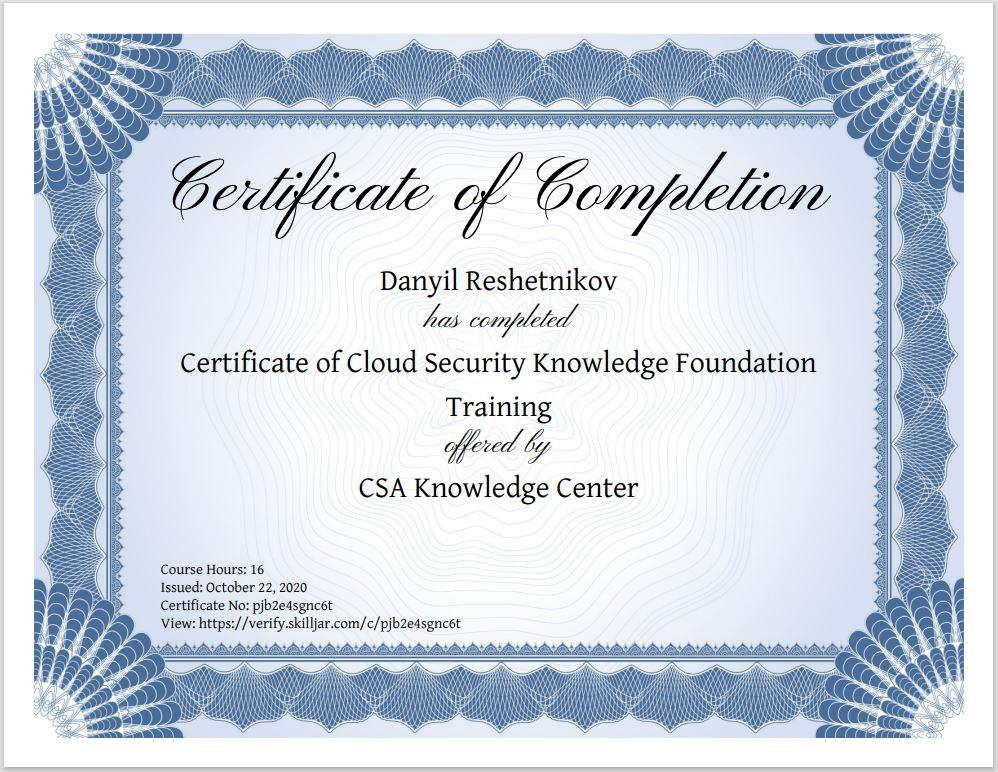 Certificate of Completion
Danyil Reshetnikov
has completed
Certificate of Cloud Security Knowledge Foundation
Training
offered by
CSA Knowledge Center
Course Hours: 16
Issued: October 22, 2020
Certificate No: pjb2e4sgnc6t
View: https://verify.skilljar.com/c/pjb2e4sgnc6t